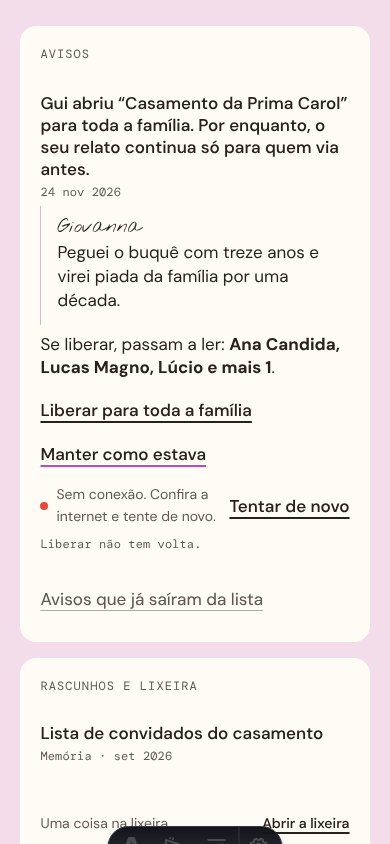 AVISOS
Gui abriu “Casamento da Prima Carol”
para toda a família. Por enquanto, o
seu relato continua só para quem via
antes.
24 nov 2026
Giovanna
Peguei o buquê com treze anos e
virei piada da família por uma
década.
Se liberar, passam a ler: Ana Candida,
Lucas Magno, Lúcio e mais 1.
Liberar para toda a família
Manter como estava
Sem conexão. Confira a
internet e tente de novo.
Tentar de novo
Liberar não tem volta.
Avisos que já saíram da lista
RASCUNHOS E LIXEIRA
Lista de convidados do casamento
Memória · set 2026
Uma coisa na lixeira
Abrir a lixeira